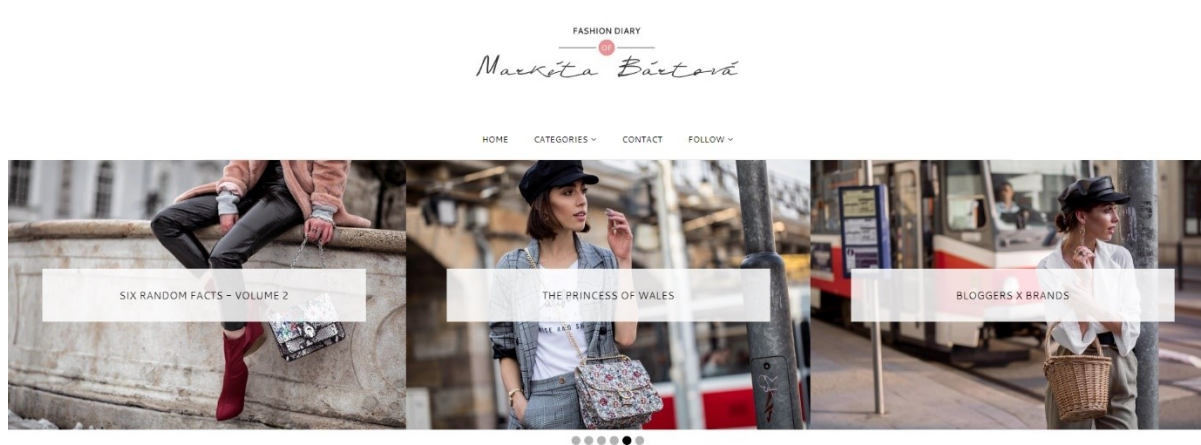 FASHION DIARY
OF
Markéta Bártová
HOME CATEGORIES CONTACT FOLLOW
SIX RANDOM FACTS - VOLUME 2
THE PRINCESS OF WALES
BLOGGERS X BRANDS